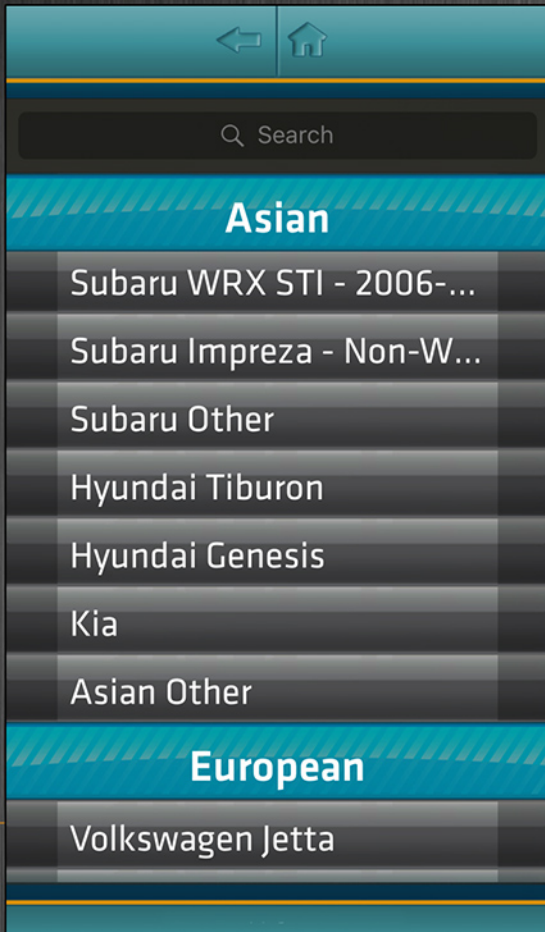 Search
Asian
Subaru WRX STI - 2006-...
Subaru Impreza - Non-W...
Subaru Other
Hyundai Tiburon
Hyundai Genesis
Kia
Asian Other
European
Volkswagen Jetta